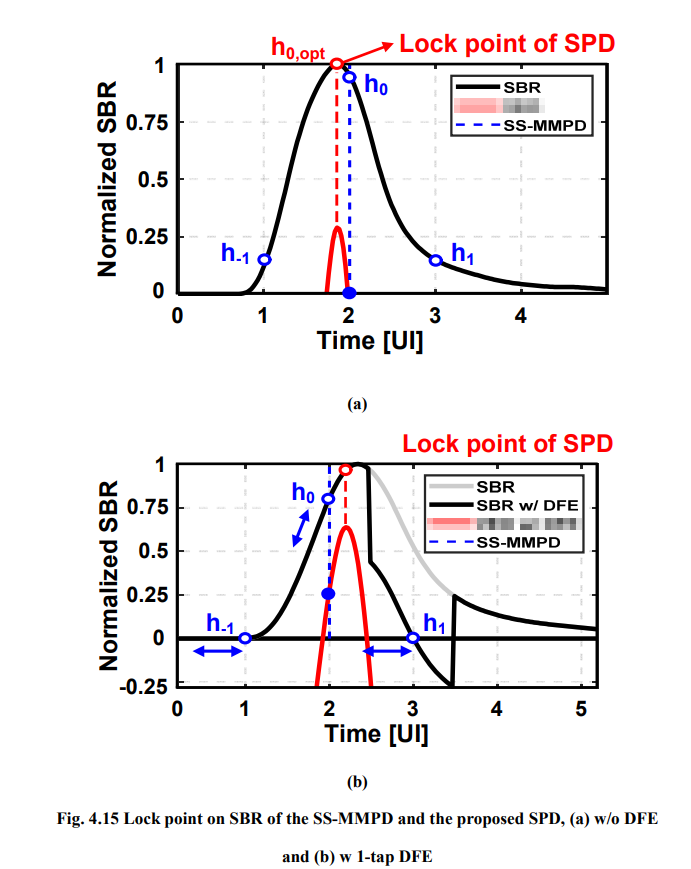 h0,opt
Lock point of SPD
h0
SBR
SS-MMPD
Normalized SBR
1
0.75
0.5
0.25
0
h-1
h1
0 1 2 3 4
Time [UI]
(a)
Lock point of SPD
SBR
SBR w/ DFE
SS-MMPD
Normalized SBR
1
0.75
0.5
0.25
0
-0.25
h0
h-1
h1
0 1 2 3 4 5
Time [UI]
(b)
Fig. 4.15 Lock point on SBR of the SS-MMPD and the proposed SPD, (a) w/o DFE
and (b) w 1-tap DFE